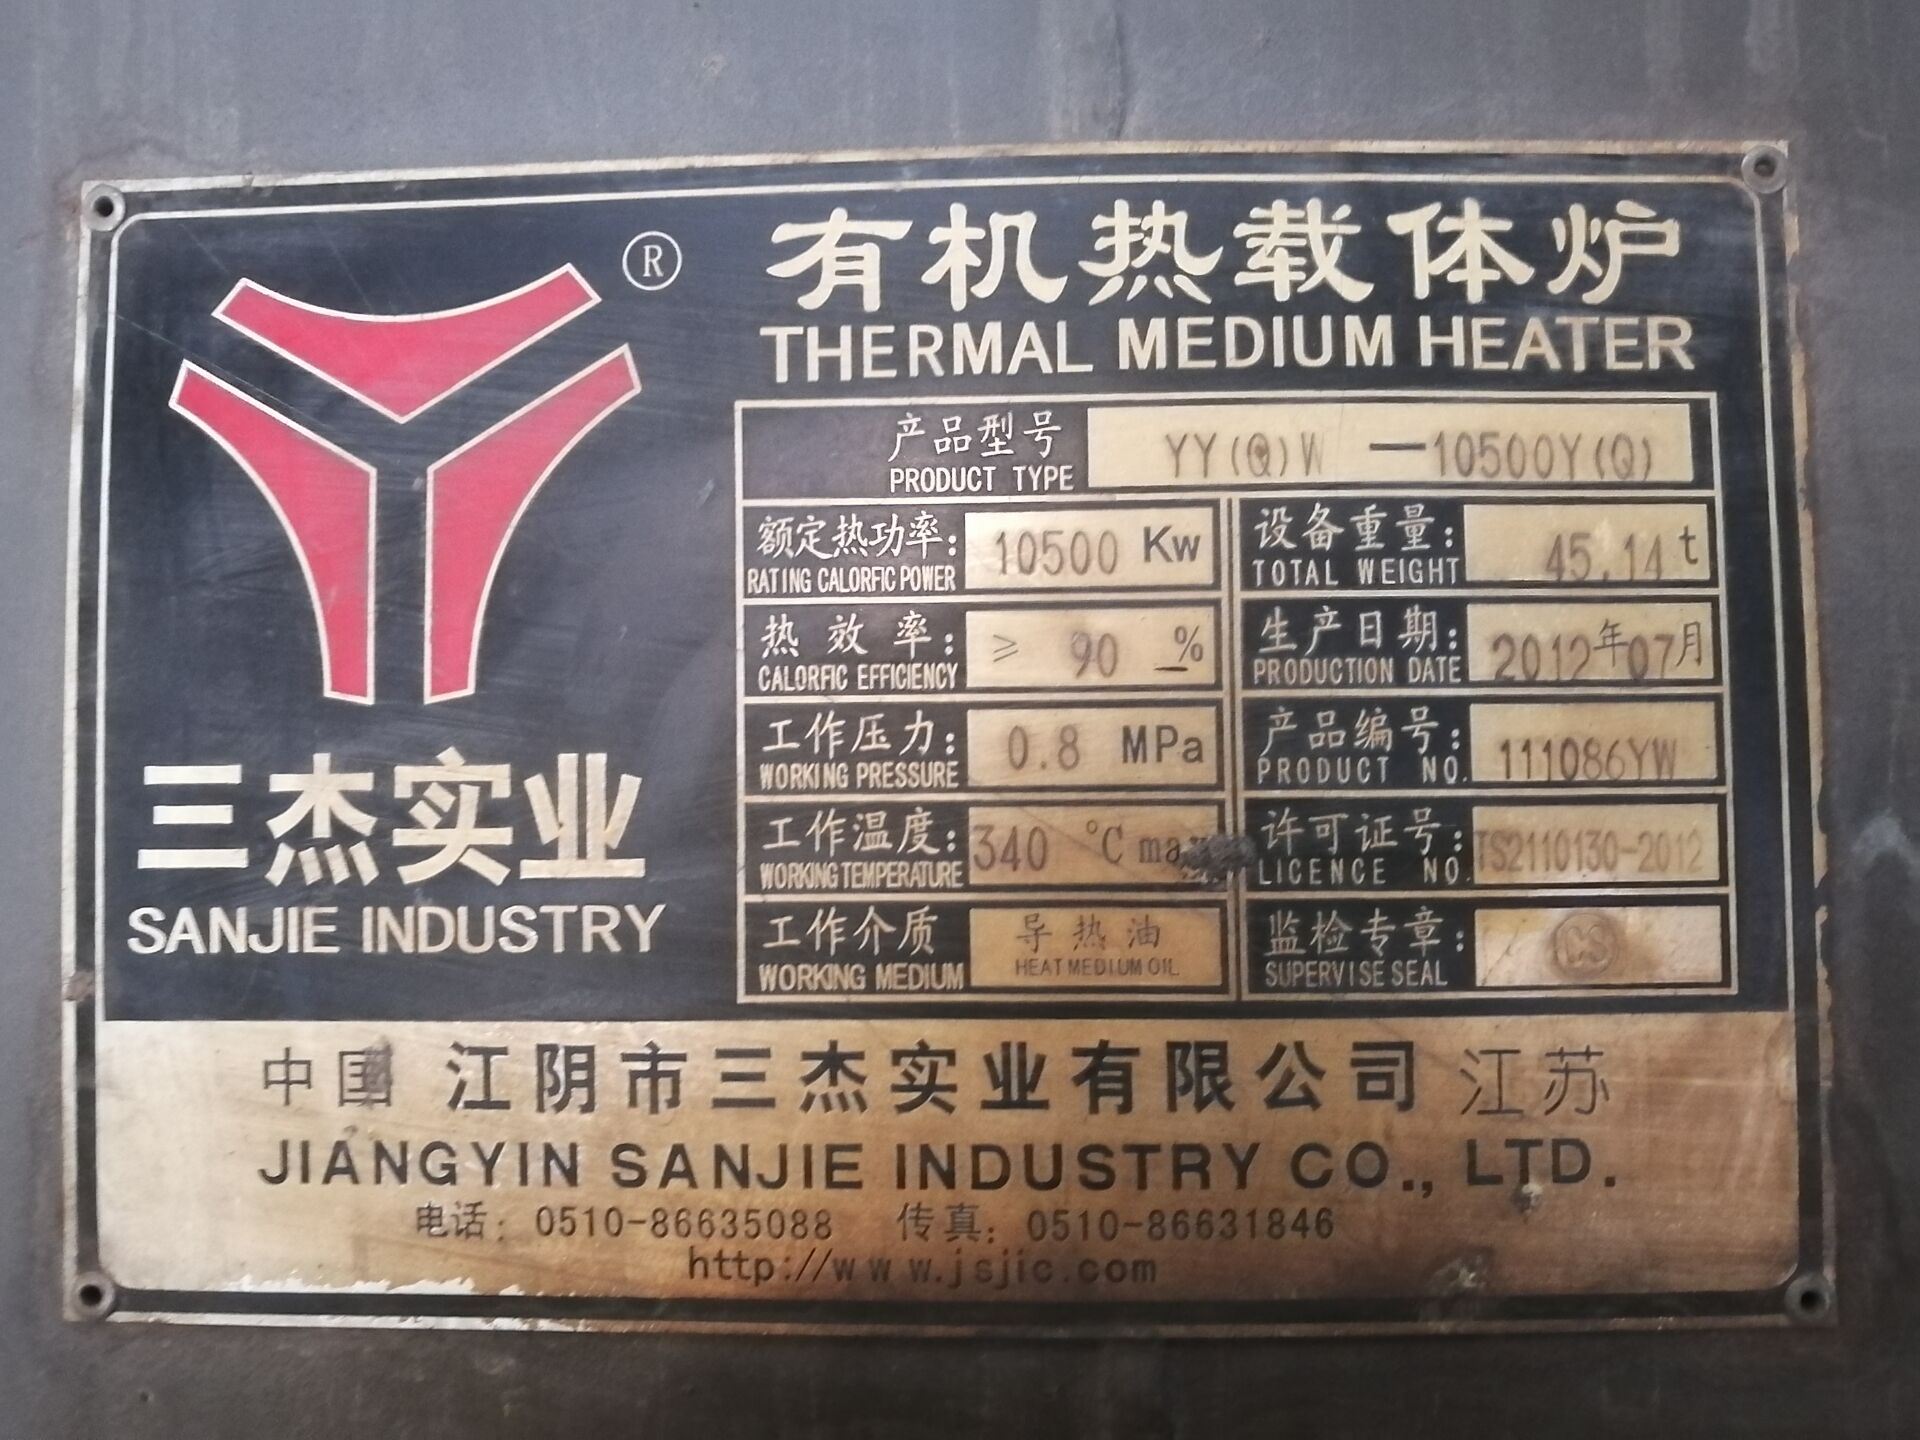 ®
有机热载体炉
THERMAL MEDIUM HEATER
产品型号 YY(Q)W —10500Y(Q)
PRODUCT TYPE
额定热功率: 10500 Kw
RATING CALORFIC POWER
设备重量: 45.14 t
TOTAL WEIGHT
热效率: ≥ 90 %
CALORFIC EFFICIENCY
生产日期: 2012年07月
PRODUCTION DATE
工作压力: 0.8 MPa
WORKING PRESSURE
产品编号: 111086YW
PRODUCT NO.
工作温度: 340 ℃ max
WORKING TEMPERATURE
许可证号: TS2110130-2012
LICENCE NO.
工作介质 导热油
WORKING MEDIUM HEAT MEDIUM OIL
监检专章: CS
SUPERVISE SEAL
三杰实业
SANJIE INDUSTRY
中国 江阴市三杰实业有限公司 江苏
JIANGYIN SANJIE INDUSTRY CO., LTD.
电话: 0510-86635088 传真: 0510-86631846
http://www.jsjic.com